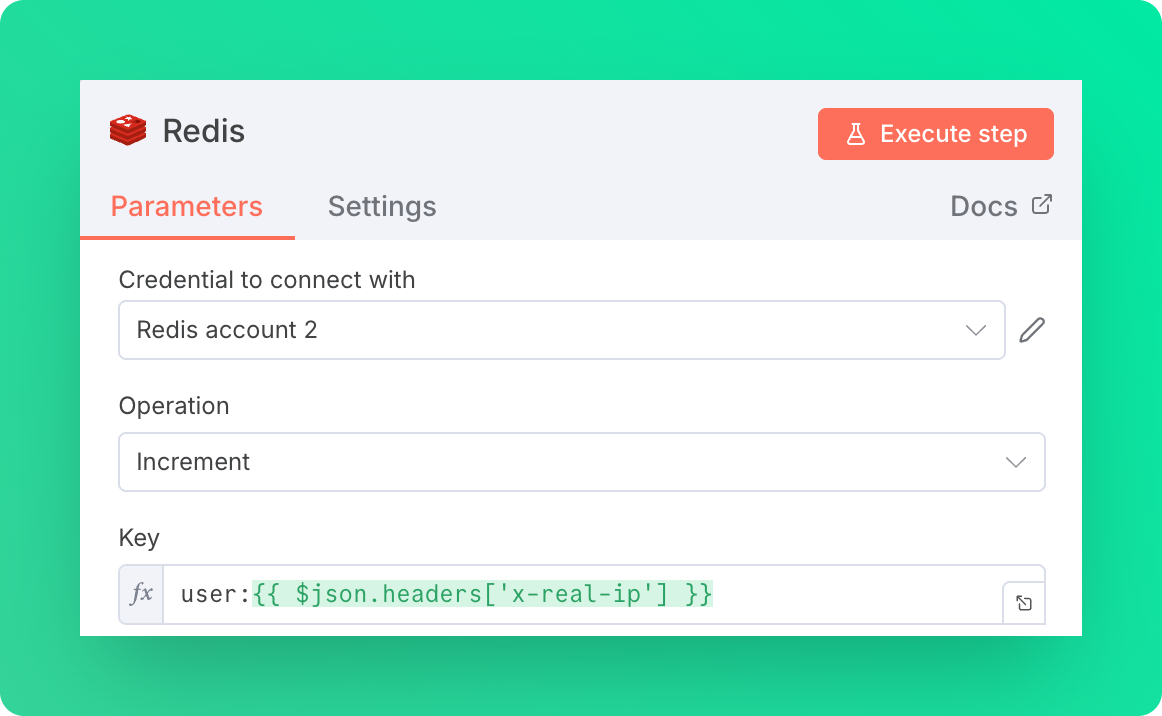 Redis
Execute step
Parameters
Settings
Docs
Credential to connect with
Redis account 2
Operation
Increment
Key
fx
user:{{ $json.headers['x-real-ip'] }}